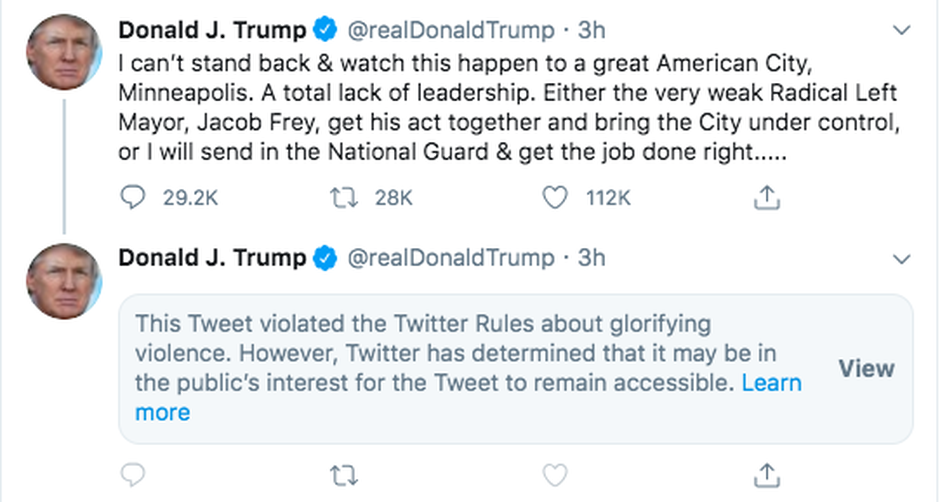 Donald J. Trump @realDonaldTrump · 3h
I can't stand back & watch this happen to a great American City,
Minneapolis. A total lack of leadership. Either the very weak Radical Left
Mayor, Jacob Frey, get his act together and bring the City under control,
or I will send in the National Guard & get the job done right.....
29.2K 28K 112K
Donald J. Trump @realDonaldTrump · 3h
This Tweet violated the Twitter Rules about glorifying
violence. However, Twitter has determined that it may be in
the public's interest for the Tweet to remain accessible. Learn
more
View